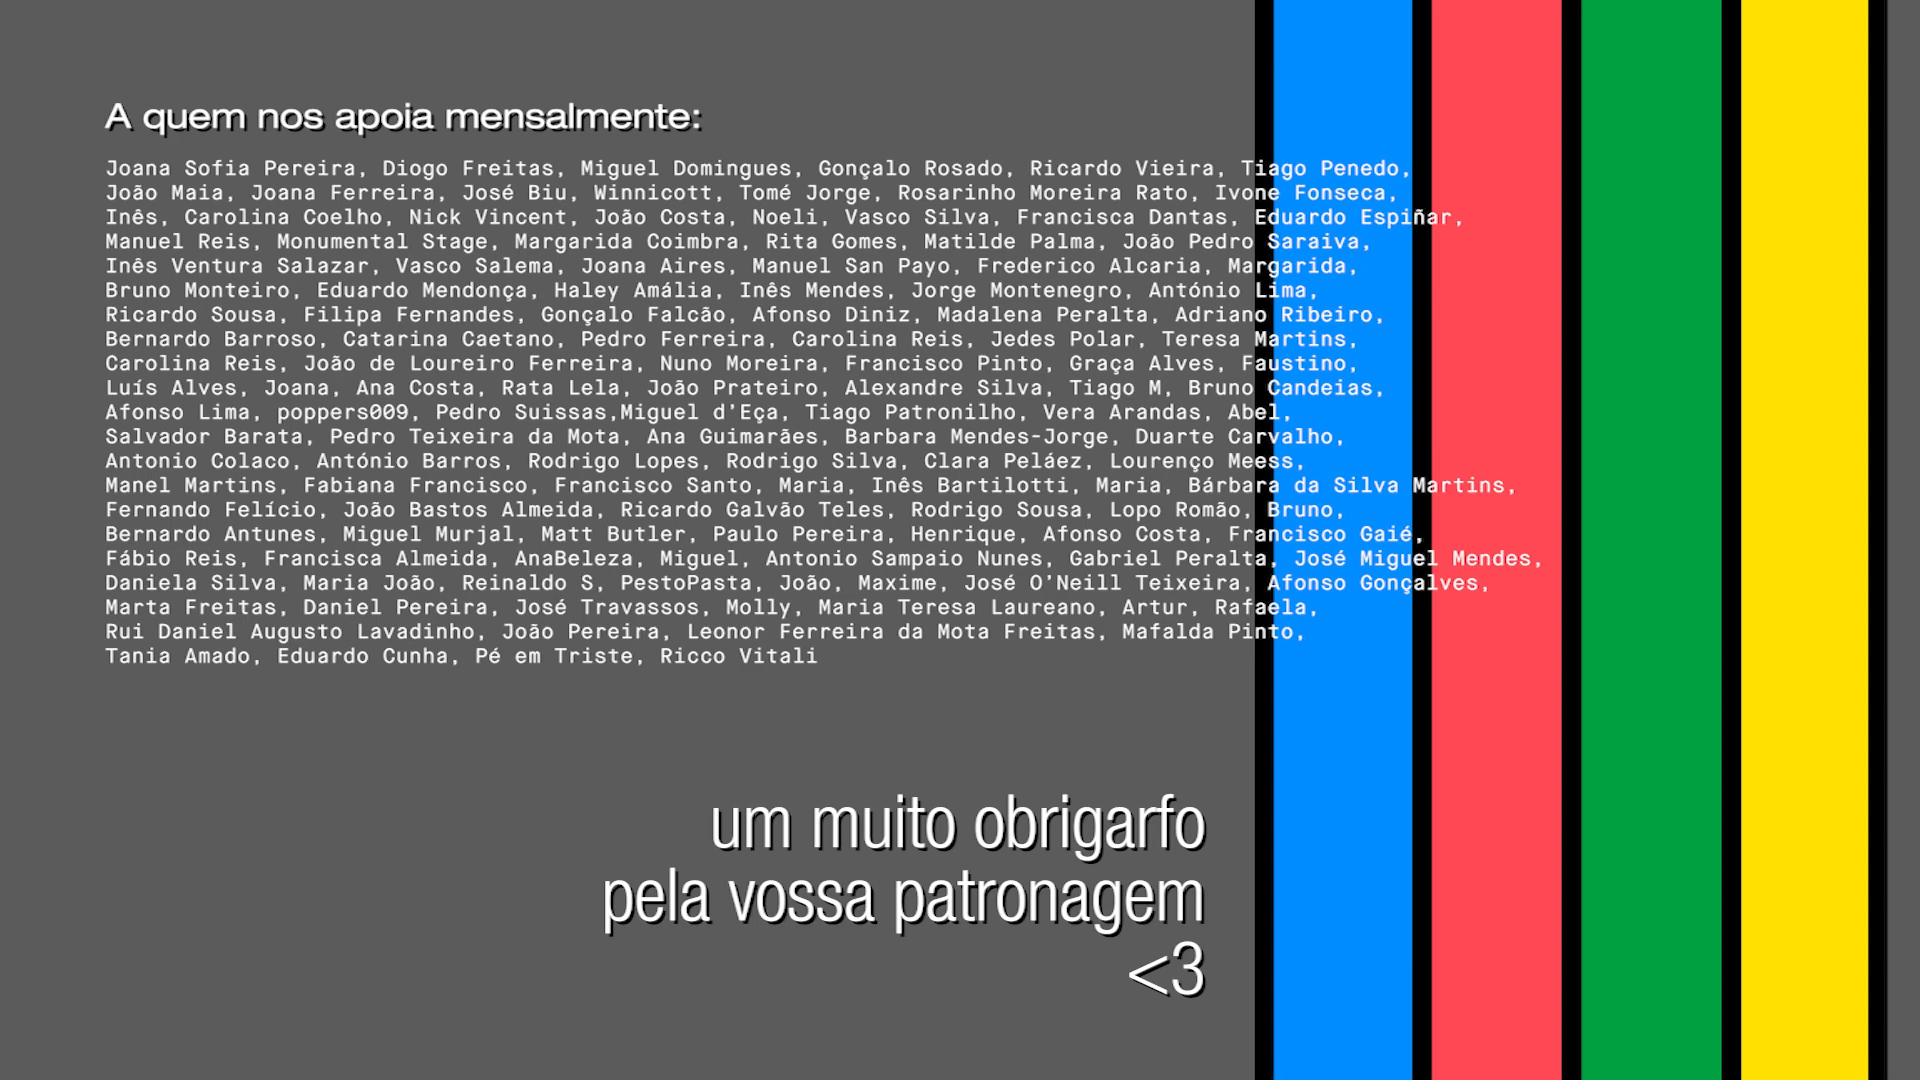 A quem nos apoia mensalmente:
Joana Sofia Pereira, Diogo Freitas, Miguel Domingues, Gonçalo Rosado, Ricardo Vieira, Tiago Penedo,
João Maia, Joana Ferreira, José Biu, Winnicott, Tomé Jorge, Rosarinho Moreira Rato, Ivone Fonseca,
Inês, Carolina Coelho, Nick Vincent, João Costa, Noeli, Vasco Silva, Francisca Dantas, Eduardo Espiñar,
Manuel Reis, Monumental Stage, Margarida Coimbra, Rita Gomes, Matilde Palma, João Pedro Saraiva,
Inês Ventura Salazar, Vasco Salema, Joana Aires, Manuel San Payo, Frederico Alcaria, Margarida,
Bruno Monteiro, Eduardo Mendonça, Haley Amália, Inês Mendes, Jorge Montenegro, António Lima,
Ricardo Sousa, Filipa Fernandes, Gonçalo Falcão, Afonso Diniz, Madalena Peralta, Adriano Ribeiro,
Bernardo Barroso, Catarina Caetano, Pedro Ferreira, Carolina Reis, Jedes Polar, Teresa Martins,
Carolina Reis, João de Loureiro Ferreira, Nuno Moreira, Francisco Pinto, Graça Alves, Faustino,
Luís Alves, Joana, Ana Costa, Rata Lela, João Prateiro, Alexandre Silva, Tiago M, Bruno Candeias,
Afonso Lima, poppers009, Pedro Suissas,Miguel d’Eça, Tiago Patronilho, Vera Arandas, Abel,
Salvador Barata, Pedro Teixeira da Mota, Ana Guimarães, Barbara Mendes-Jorge, Duarte Carvalho,
Antonio Colaco, António Barros, Rodrigo Lopes, Rodrigo Silva, Clara Peláez, Lourenço Meess,
Manel Martins, Fabiana Francisco, Francisco Santo, Maria, Inês Bartilotti, Maria, Bárbara da Silva Martins,
Fernando Felício, João Bastos Almeida, Ricardo Galvão Teles, Rodrigo Sousa, Lopo Romão, Bruno,
Bernardo Antunes, Miguel Murjal, Matt Butler, Paulo Pereira, Henrique, Afonso Costa, Francisco Gaié,
Fábio Reis, Francisca Almeida, AnaBeleza, Miguel, Antonio Sampaio Nunes, Gabriel Peralta, José Miguel Mendes,
Daniela Silva, Maria João, Reinaldo S, PestoPasta, João, Maxime, José O’Neill Teixeira, Afonso Gonçalves,
Marta Freitas, Daniel Pereira, José Travassos, Molly, Maria Teresa Laureano, Artur, Rafaela,
Rui Daniel Augusto Lavadinho, João Pereira, Leonor Ferreira da Mota Freitas, Mafalda Pinto,
Tania Amado, Eduardo Cunha, Pé em Triste, Ricco Vitali
um muito obrigarfo
pela vossa patronagem
<3